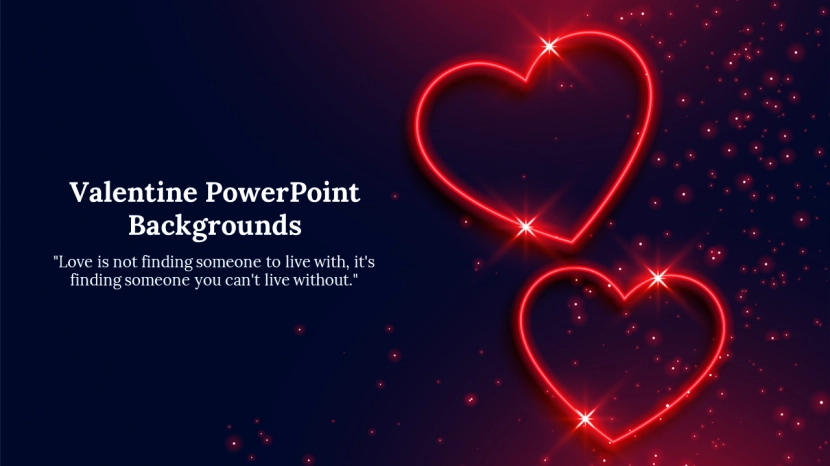 Valentine PowerPoint
Backgrounds
"Love is not finding someone to live with, it's
finding someone you can't live without."